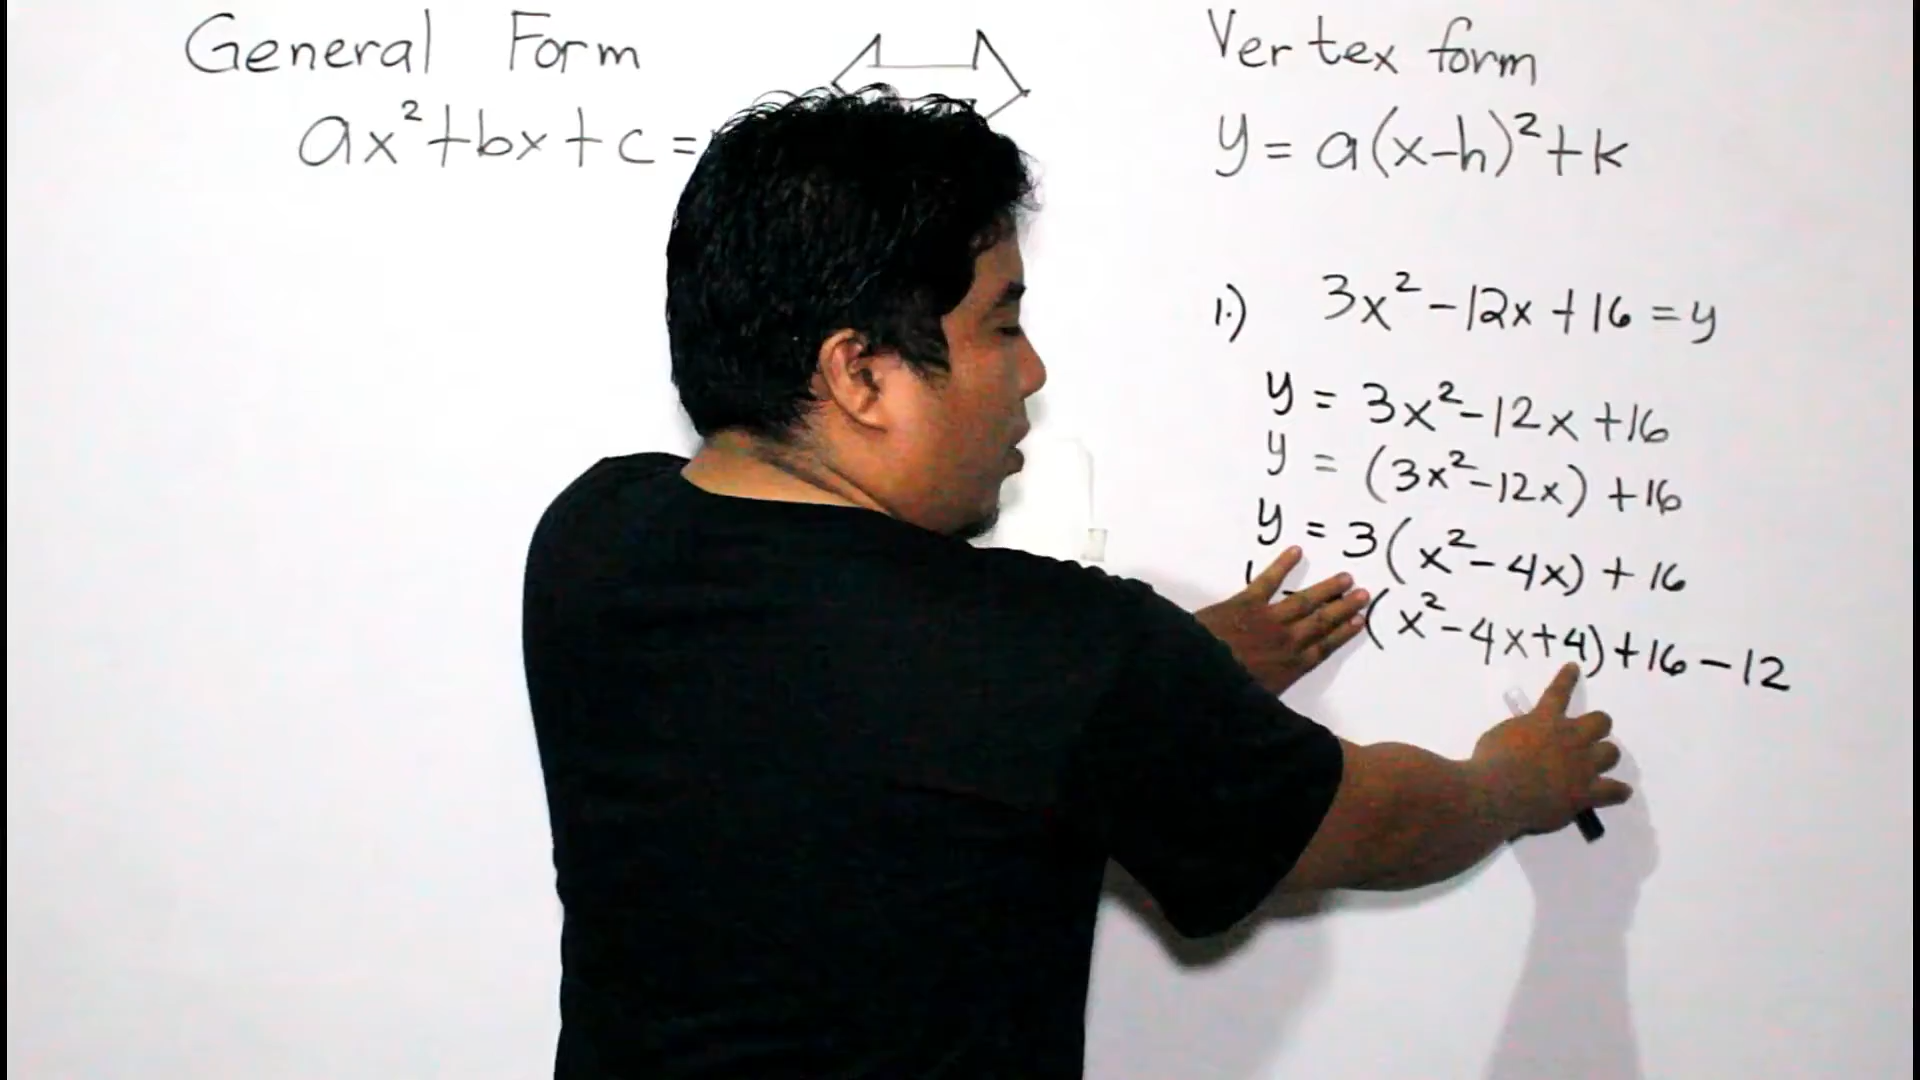 General Form
ax²+bx+c =
Vertex form
y = a(x-h)²+k
1.) 3x²-12x+16=y
y = 3x²-12x+16
y = (3x²-12x)+16
y = 3(x²-4x)+16
(x²-4x+4)+16-12